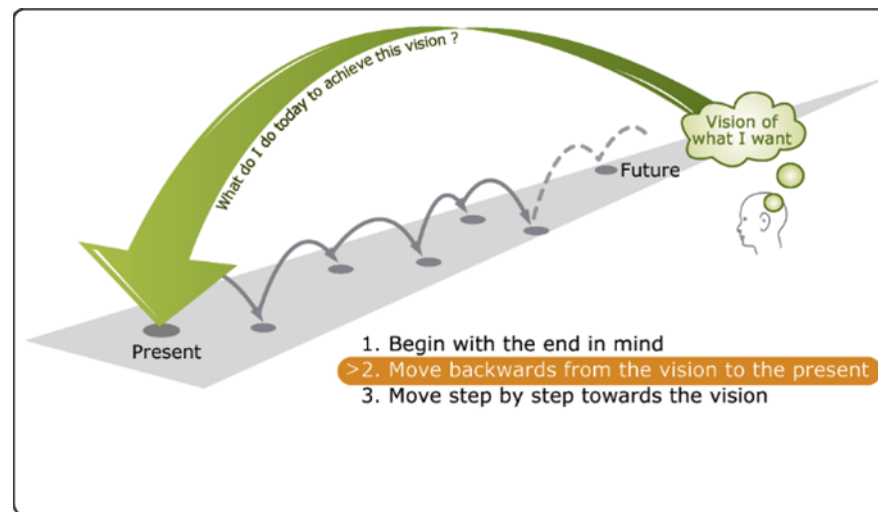 What do I do today to achieve this vision ?
Vision of
what I want
Future
Present
1. Begin with the end in mind
>2. Move backwards from the vision to the present
3. Move step by step towards the vision